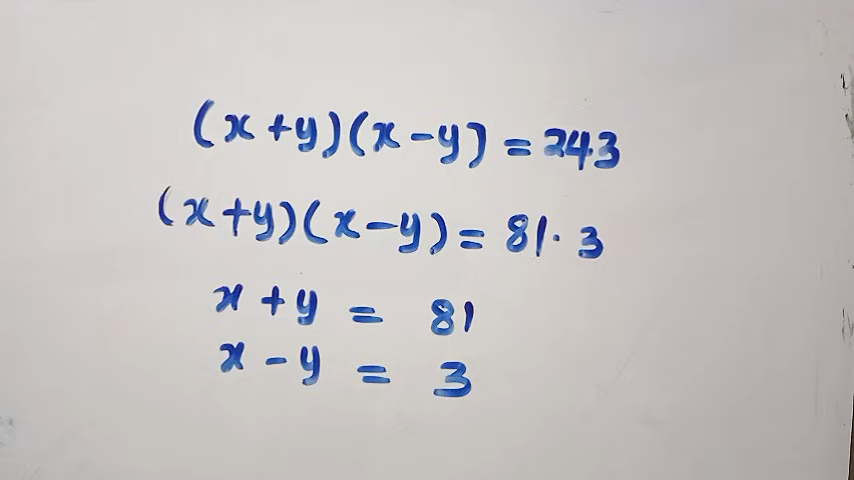 (x+y)(x-y) = 243
(x+y)(x-y) = 81·3
x + y = 81
x - y = 3